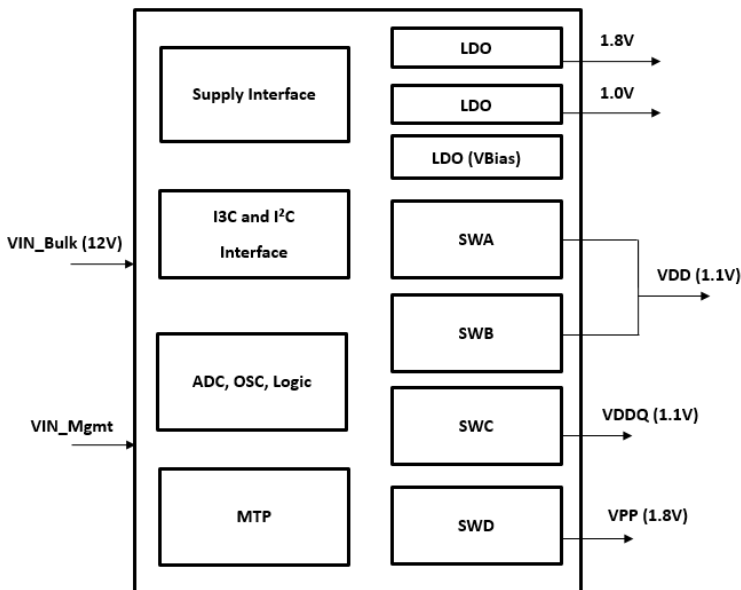 LDO
1.8V
Supply Interface
LDO
1.0V
LDO (VBias)
I3C and I²C
Interface
VIN_Bulk (12V)
SWA
VDD (1.1V)
SWB
ADC, OSC, Logic
VIN_Mgmt
SWC
VDDQ (1.1V)
MTP
SWD
VPP (1.8V)